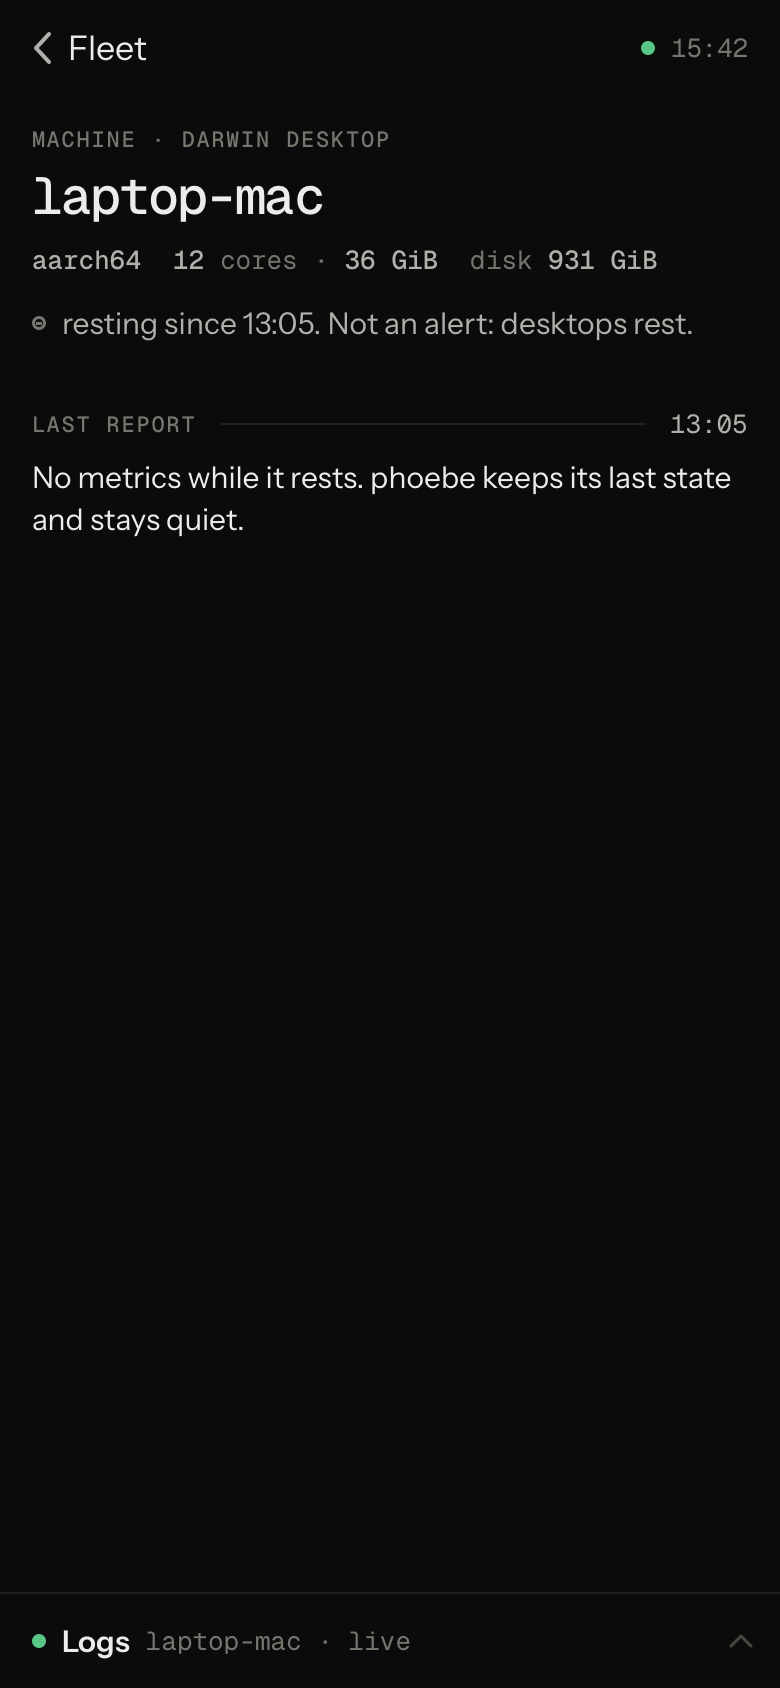 Fleet
15:42
MACHINE · DARWIN DESKTOP
laptop-mac
aarch64 12 cores · 36 GiB disk 931 GiB
resting since 13:05. Not an alert: desktops rest.
LAST REPORT 13:05
No metrics while it rests. phoebe keeps its last state
and stays quiet.
Logs laptop-mac · live